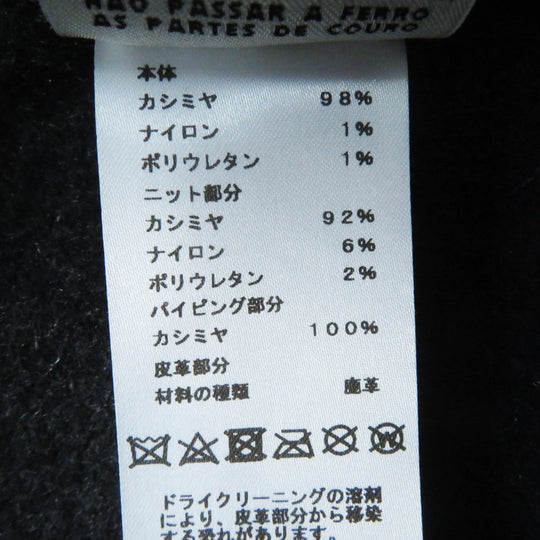 NÃO PASSAR A FERRO
AS PARTES DE COURO
本体
カシミヤ 98%
ナイロン 1%
ポリウレタン 1%
ニット部分
カシミヤ 92%
ナイロン 6%
ポリウレタン 2%
パイピング部分
カシミヤ 100%
皮革部分
材料の種類 鹿革
W
ドライクリーニングの溶剤
により、皮革部分から移染
する恐れがあります。